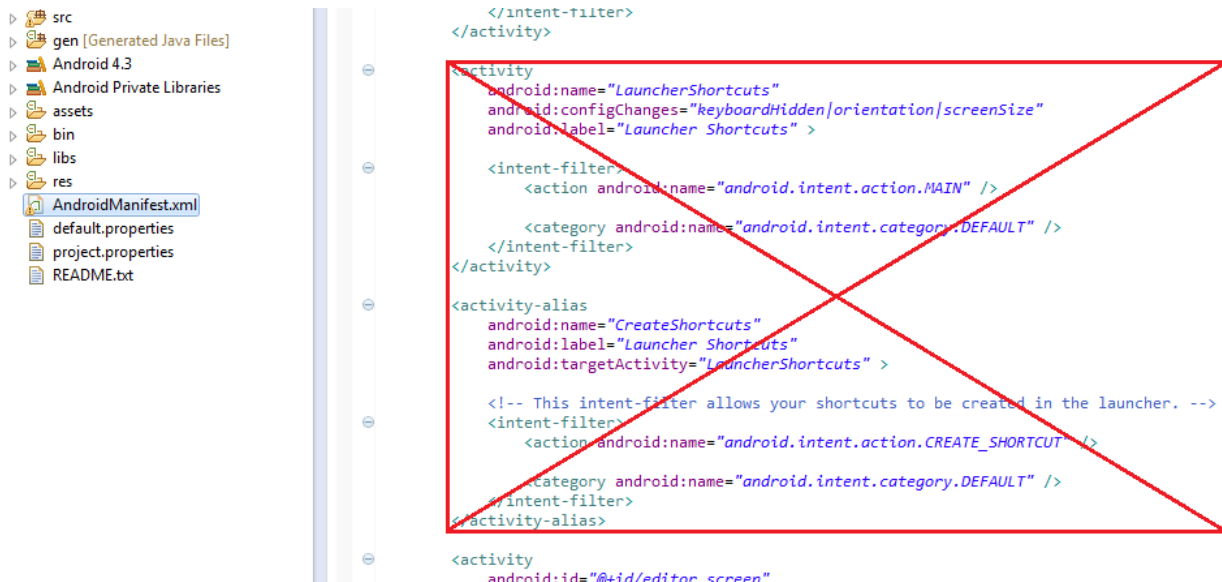 src
gen [Generated Java Files]
Android 4.3
Android Private Libraries
assets
bin
libs
res
AndroidManifest.xml
default.properties
project.properties
README.txt
</intent-filter>
</activity>
<activity
android:name="LauncherShortcuts"
android:configChanges="keyboardHidden|orientation|screenSize"
android:label="Launcher Shortcuts" >
<intent-filter>
<action android:name="android.intent.action.MAIN" />
<category android:name="android.intent.category.DEFAULT" />
</intent-filter>
</activity>
<activity-alias
android:name="CreateShortcuts"
android:label="Launcher Shortcuts"
android:targetActivity="LauncherShortcuts" >
<!-- This intent-filter allows your shortcuts to be created in the launcher. -->
<intent-filter>
<action android:name="android.intent.action.CREATE_SHORTCUT" />
<category android:name="android.intent.category.DEFAULT" />
</intent-filter>
</activity-alias>
<activity
android:id="@+id/editor_screen"